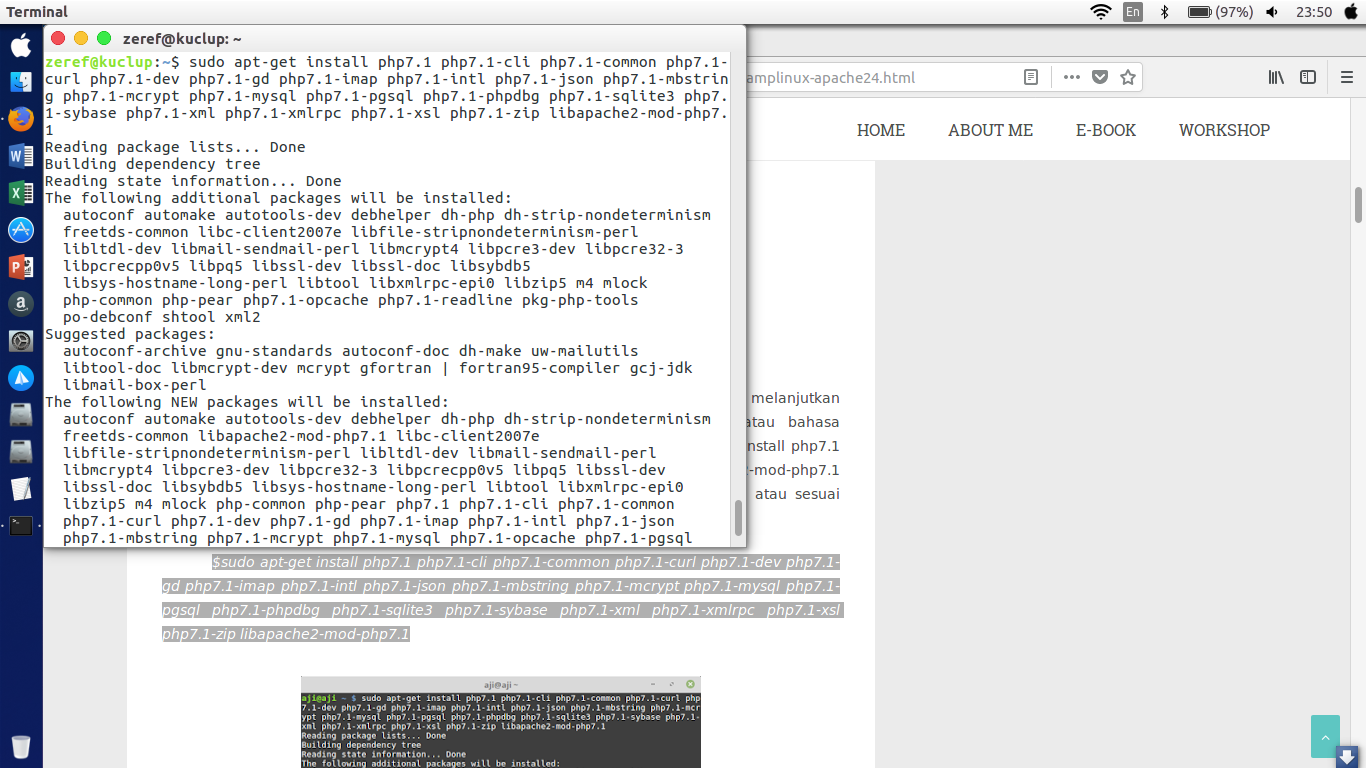 Terminal
En
(97%)
23:50
zeref@kuclup: ~
zeref@kuclup:~$ sudo apt-get install php7.1 php7.1-cli php7.1-common php7.1-
curl php7.1-dev php7.1-gd php7.1-imap php7.1-intl php7.1-json php7.1-mbstrin
g php7.1-mcrypt php7.1-mysql php7.1-pgsql php7.1-phpdbg php7.1-sqlite3 php7.
1-sybase php7.1-xml php7.1-xmlrpc php7.1-xsl php7.1-zip libapache2-mod-php7.
1
Reading package lists... Done
Building dependency tree
Reading state information... Done
The following additional packages will be installed:
autoconf automake autotools-dev debhelper dh-php dh-strip-nondeterminism
freetds-common libc-client2007e libfile-stripnondeterminism-perl
libltdl-dev libmail-sendmail-perl libmcrypt4 libpcre3-dev libpcre32-3
libpcrecpp0v5 libpq5 libssl-dev libssl-doc libsybdb5
libsys-hostname-long-perl libtool libxmlrpc-epi0 libzip5 m4 mlock
php-common php-pear php7.1-opcache php7.1-readline pkg-php-tools
po-debconf shtool xml2
Suggested packages:
autoconf-archive gnu-standards autoconf-doc dh-make uw-mailutils
libtool-doc libmcrypt-dev mcrypt gfortran | fortran95-compiler gcj-jdk
libmail-box-perl
The following NEW packages will be installed:
autoconf automake autotools-dev debhelper dh-php dh-strip-nondeterminism
freetds-common libapache2-mod-php7.1 libc-client2007e
libfile-stripnondeterminism-perl libltdl-dev libmail-sendmail-perl
libmcrypt4 libpcre3-dev libpcre32-3 libpcrecpp0v5 libpq5 libssl-dev
libssl-doc libsybdb5 libsys-hostname-long-perl libtool libxmlrpc-epi0
libzip5 m4 mlock php-common php-pear php7.1 php7.1-cli php7.1-common
php7.1-curl php7.1-dev php7.1-gd php7.1-imap php7.1-intl php7.1-json
php7.1-mbstring php7.1-mcrypt php7.1-mysql php7.1-opcache php7.1-pgsql
amplinux-apache24.html
HOME ABOUT ME E-BOOK WORKSHOP
melanjutkan
atau bahasa
nstall php7.1
2-mod-php7.1
atau sesuai
$sudo apt-get install php7.1 php7.1-cli php7.1-common php7.1-curl php7.1-dev php7.1-
gd php7.1-imap php7.1-intl php7.1-json php7.1-mbstring php7.1-mcrypt php7.1-mysql php7.1-
pgsql php7.1-phpdbg php7.1-sqlite3 php7.1-sybase php7.1-xml php7.1-xmlrpc php7.1-xsl
php7.1-zip libapache2-mod-php7.1
aji@aji ~
aji@aji ~ $ sudo apt-get install php7.1 php7.1-cli php7.1-common php7.1-curl php
7.1-dev php7.1-gd php7.1-imap php7.1-intl php7.1-json php7.1-mbstring php7.1-mcr
ypt php7.1-mysql php7.1-pgsql php7.1-phpdbg php7.1-sqlite3 php7.1-sybase php7.1-
xml php7.1-xmlrpc php7.1-xsl php7.1-zip libapache2-mod-php7.1
Reading package lists... Done
Building dependency tree
Reading state information... Done
The following additional packages will be installed: